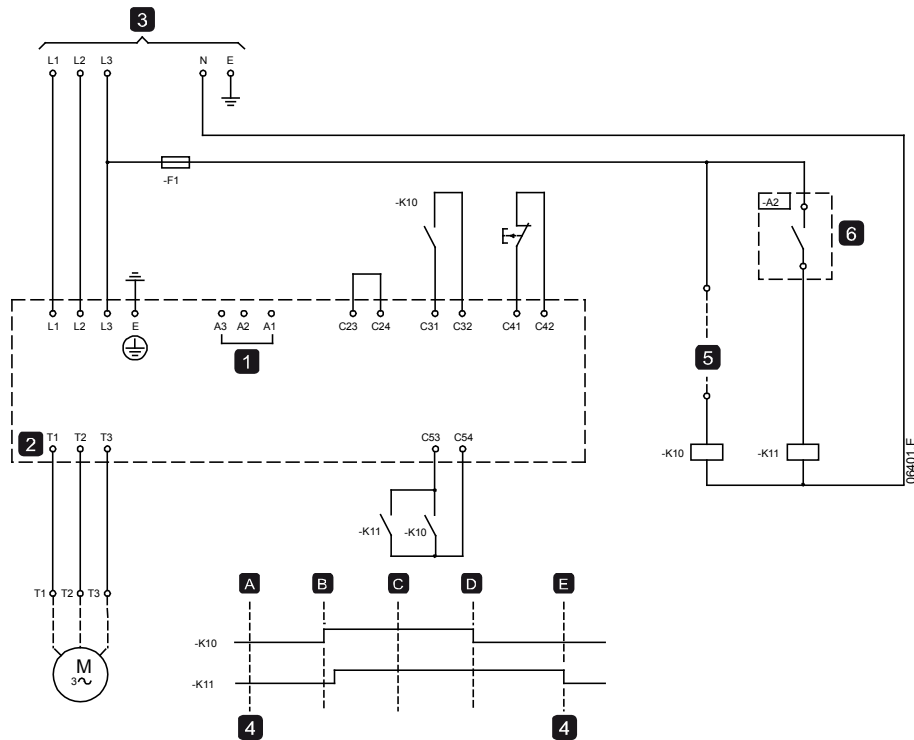 3
L1 L2 L3 N E
-F1
-K10
-A2
6
L1 L2 L3 E A3 A2 A1 C23 C24 C31 C32 C41 C42
1
5
2 T1 T2 T3 C53 C54
-K10 -K11
06401.E
-K11 -K10
A B C D E
T1 T2 T3
-K10
M
3~
-K11
4 4